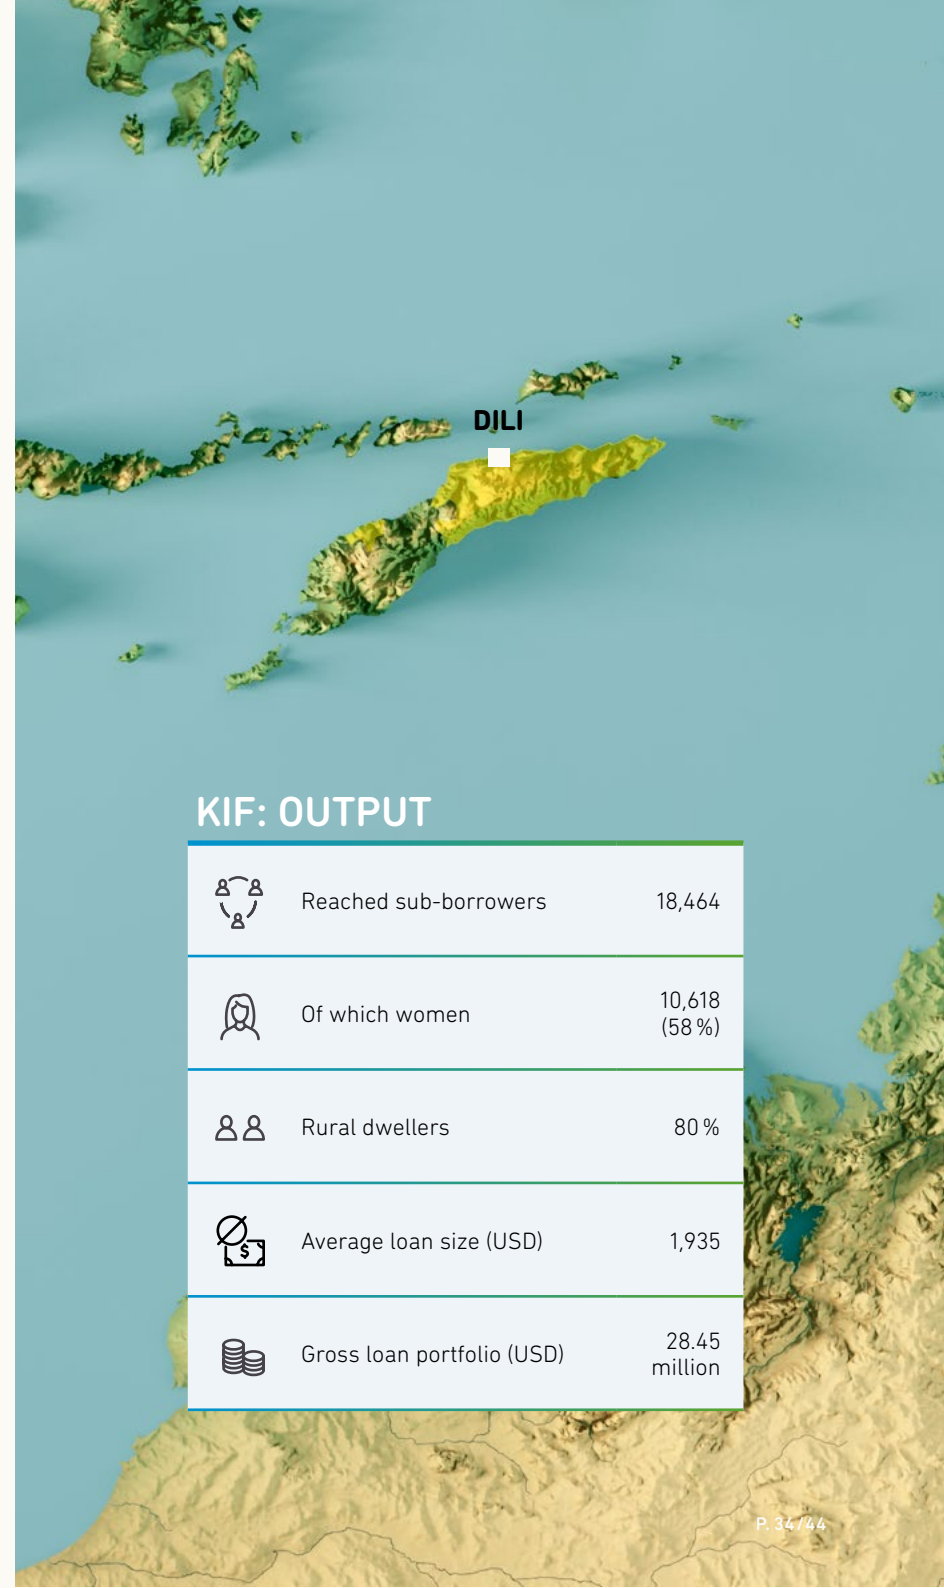 DILI
KIF: OUTPUT
Reached sub-borrowers 18,464
Of which women 10,618
(58 %)
Rural dwellers 80 %
Average loan size (USD) 1,935
Gross loan portfolio (USD) 28.45
million
P. 34/44